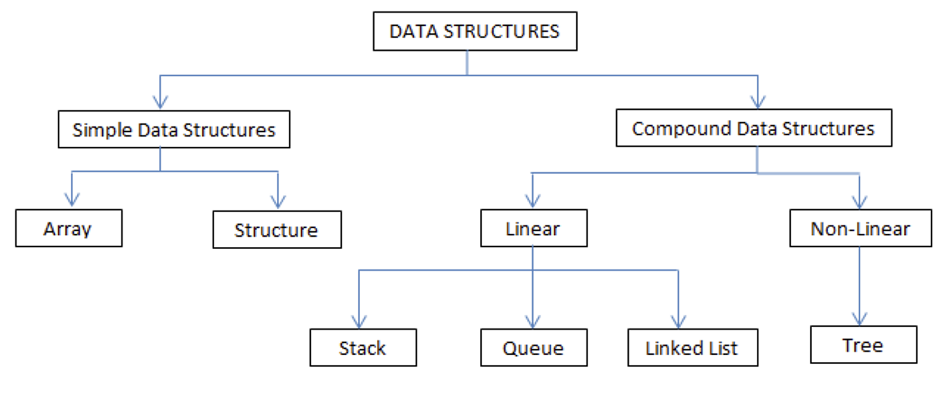 DATA STRUCTURES
Simple Data Structures
Compound Data Structures
Array
Structure
Linear
Non-Linear
Stack
Queue
Linked List
Tree